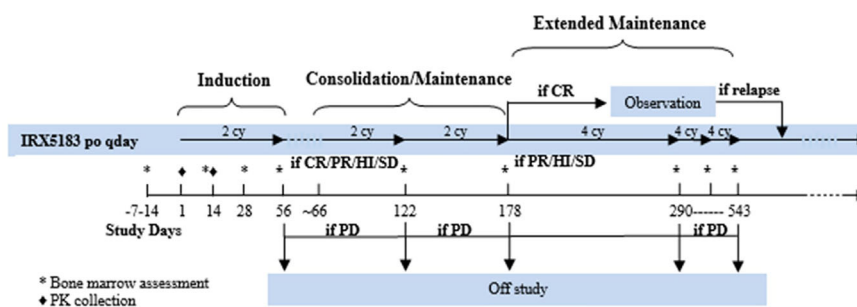 Extended Maintenance
Induction
Consolidation/Maintenance
if CR
Observation
if relapse
IRX5183 po qday
2 cy
2 cy
2 cy
4 cy
4 cy
4 cy
if CR/PR/HI/SD
if PR/HI/SD
* ♦ *♦ * * * * * * *
-7-14 1 14 28 56 ~66 122 178 290------ 543
Study Days
if PD
if PD
if PD
* Bone marrow assessment
♦ PK collection
Off study